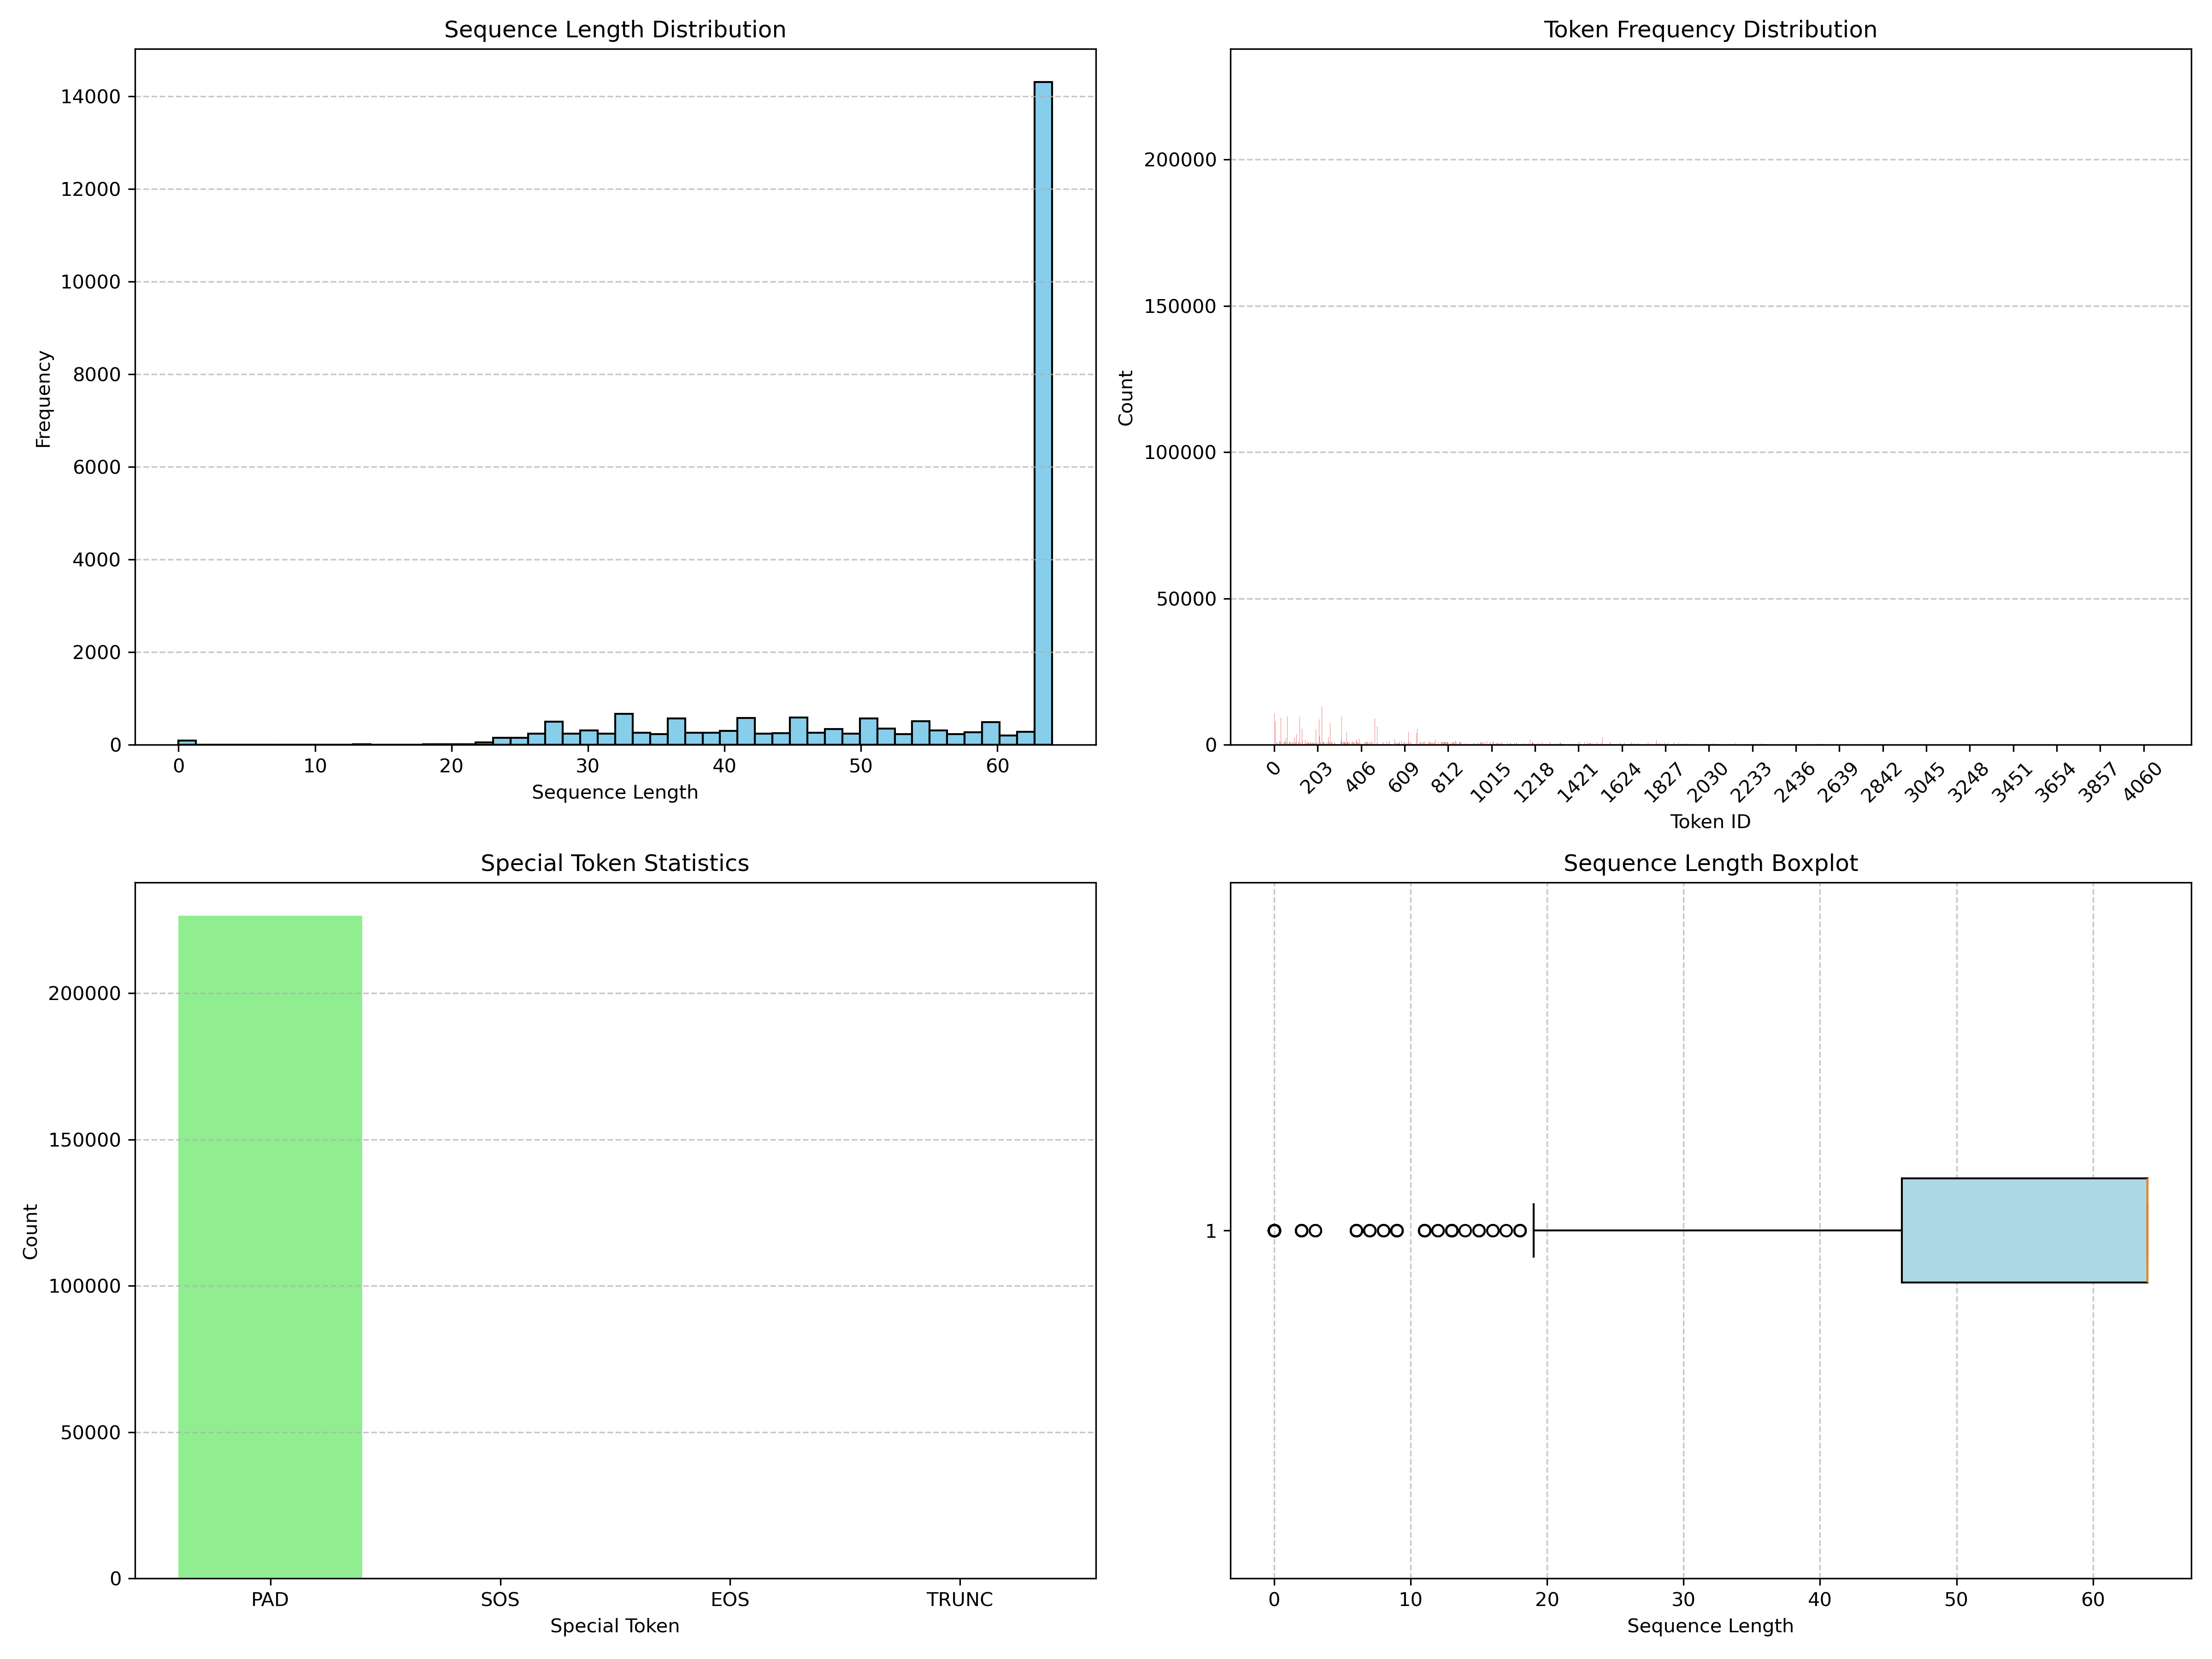 Sequence Length Distribution
14000
12000
10000
8000
6000
4000
2000
0
Frequency
0 10 20 30 40 50 60
Sequence Length
Token Frequency Distribution
200000
150000
100000
50000
0
Count
0 203 406 609 812 1015 1218 1421 1624 1827 2030 2233 2436 2639 2842 3045 3248 3451 3654 3857 4060
Token ID
Special Token Statistics
200000
150000
100000
50000
0
Count
PAD SOS EOS TRUNC
Special Token
Sequence Length Boxplot
1
0 10 20 30 40 50 60
Sequence Length